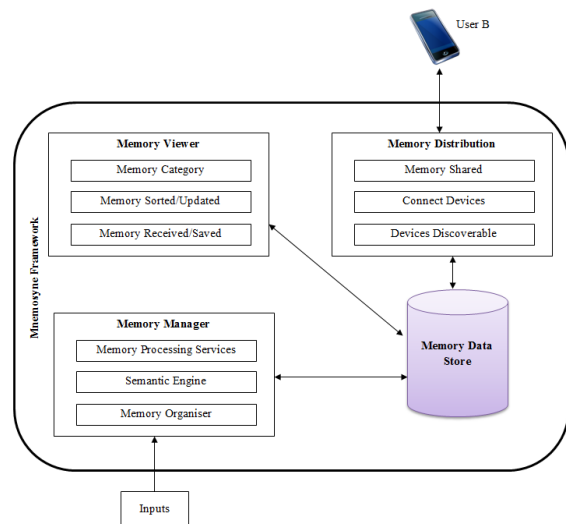 User B
Mnemosyne Framework
Memory Viewer
Memory Category
Memory Sorted/Updated
Memory Received/Saved
Memory Distribution
Memory Shared
Connect Devices
Devices Discoverable
Memory Manager
Memory Processing Services
Semantic Engine
Memory Organiser
Memory Data
Store
Inputs